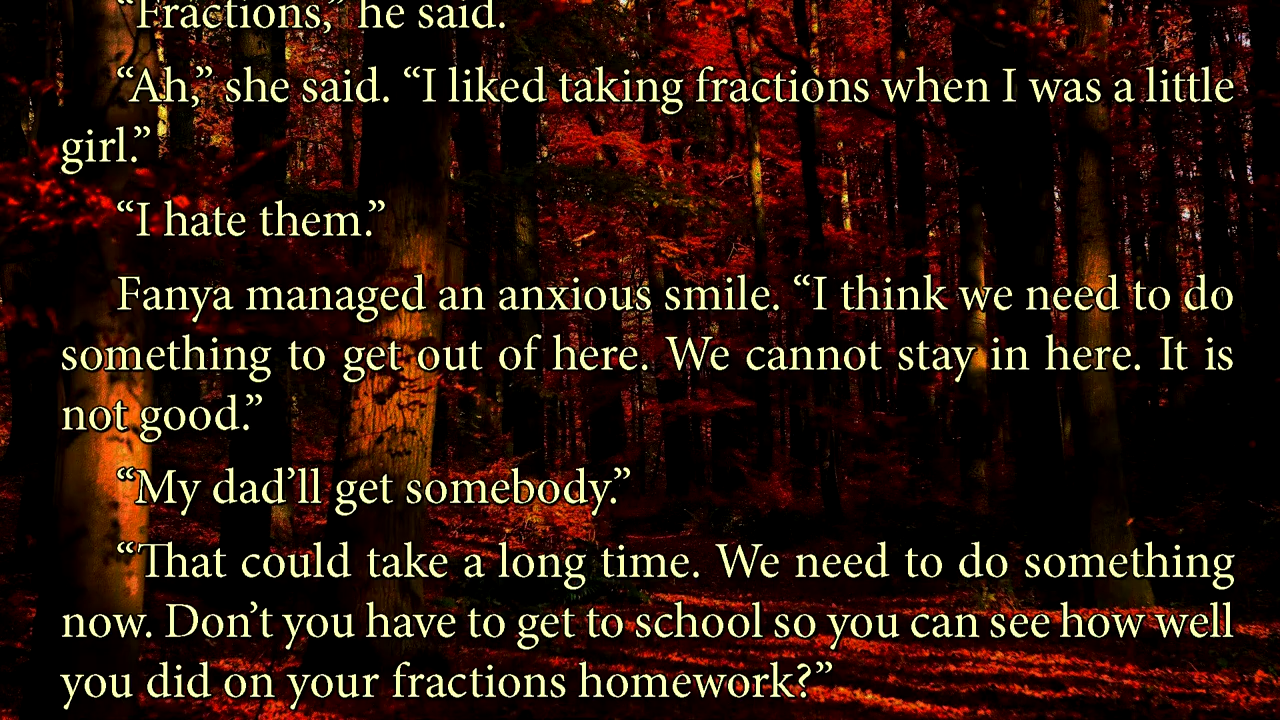 “Fractions,” he said.
“Ah,” she said. “I liked taking fractions when I was a little
girl.”
“I hate them.”
Fanya managed an anxious smile. “I think we need to do
something to get out of here. We cannot stay in here. It is
not good.”
“My dad’ll get somebody.”
“That could take a long time. We need to do something
now. Don’t you have to get to school so you can see how well
you did on your fractions homework?”